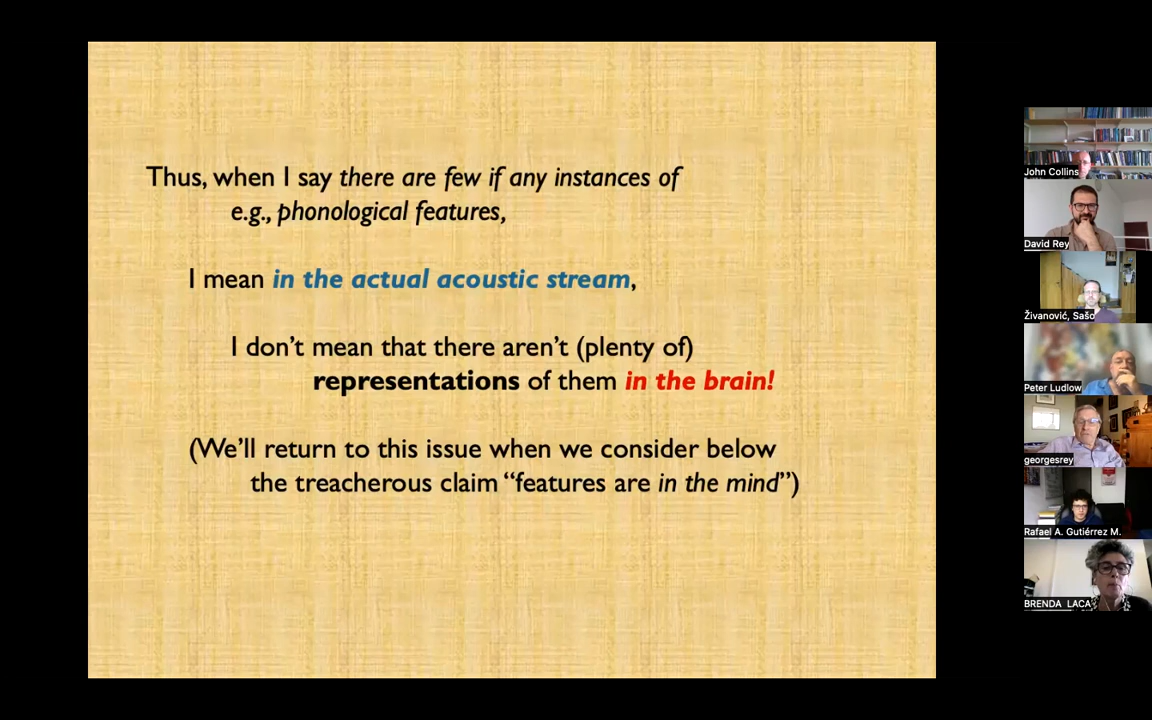 Thus, when I say there are few if any instances of
e.g., phonological features,
I mean in the actual acoustic stream,
I don't mean that there aren't (plenty of)
representations of them in the brain!
(We'll return to this issue when we consider below
the treacherous claim “features are in the mind”)
John Collins
David Rey
Živanović, Sašo
Peter Ludlow
georgesrey
Rafael A. Gutiérrez M.
BRENDA LACA